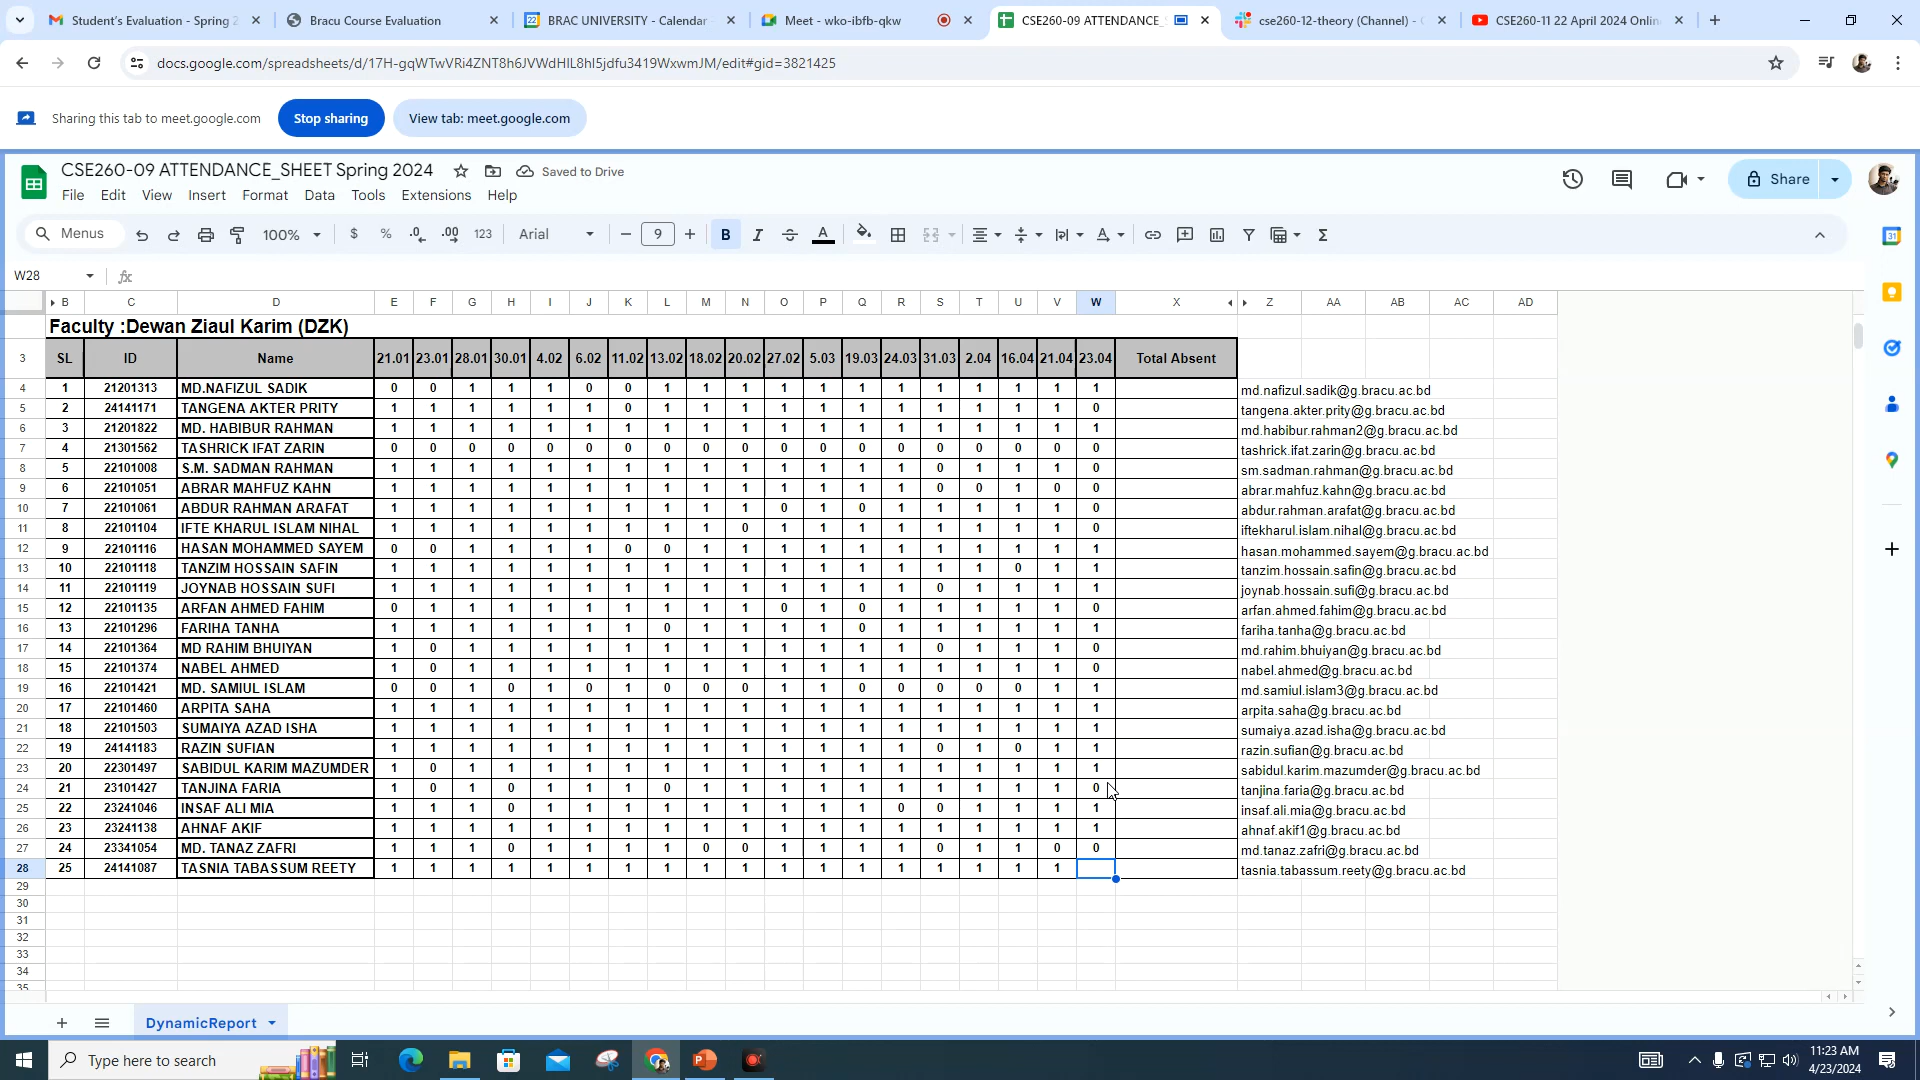 Student's Evaluation - Spring 2
Bracu Course Evaluation
BRAC UNIVERSITY - Calendar
Meet - wko-ibfb-qkw
CSE260-09 ATTENDANCE_
cse260-12-theory (Channel) -
CSE260-11 22 April 2024 Onlin
docs.google.com/spreadsheets/d/17H-gqWTwVRi4ZNT8h6JVWdHlL8hI5jdfu3419WxwmJM/edit#gid=3821425
Sharing this tab to meet.google.com Stop sharing View tab: meet.google.com
CSE260-09 ATTENDANCE_SHEET Spring 2024 Saved to Drive
Share
File Edit View Insert Format Data Tools Extensions Help
Menus 100% $ % .0 .00 123 Arial 9 B I A
W28 fx
B C D E F G H I J K L M N O P Q R S T U V W X Z AA AB AC AD
Faculty :Dewan Ziaul Karim (DZK)
3 SL ID Name 21.01 23.01 28.01 30.01 4.02 6.02 11.02 13.02 18.02 20.02 27.02 5.03 19.03 24.03 31.03 2.04 16.04 21.04 23.04 Total Absent
4 1 21201313 MD.NAFIZUL SADIK 0 0 1 1 1 0 0 1 1 1 1 1 1 1 1 1 1 1 1 md.nafizul.sadik@g.bracu.ac.bd
5 2 24141171 TANGENA AKTER PRITY 1 1 1 1 1 1 0 1 1 1 1 1 1 1 1 1 1 1 0 tangena.akter.prity@g.bracu.ac.bd
6 3 21201822 MD. HABIBUR RAHMAN 1 1 1 1 1 1 1 1 1 1 1 1 1 1 1 1 1 1 1 md.habibur.rahman2@g.bracu.ac.bd
7 4 21301562 TASHRICK IFAT ZARIN 0 0 0 0 0 0 0 0 0 0 0 0 0 0 0 0 0 0 0 tashrick.ifat.zarin@g.bracu.ac.bd
8 5 22101008 S.M. SADMAN RAHMAN 1 1 1 1 1 1 1 1 1 1 1 1 1 1 0 1 1 1 0 sm.sadman.rahman@g.bracu.ac.bd
9 6 22101051 ABRAR MAHFUZ KAHN 1 1 1 1 1 1 1 1 1 1 1 1 1 1 0 0 1 0 0 abrar.mahfuz.kahn@g.bracu.ac.bd
10 7 22101061 ABDUR RAHMAN ARAFAT 1 1 1 1 1 1 1 1 1 1 0 1 0 1 1 1 1 1 0 abdur.rahman.arafat@g.bracu.ac.bd
11 8 22101104 IFTE KHARUL ISLAM NIHAL 1 1 1 1 1 1 1 1 1 0 1 1 1 1 1 1 1 1 0 iftekharul.islam.nihal@g.bracu.ac.bd
12 9 22101116 HASAN MOHAMMED SAYEM 0 0 1 1 1 1 0 0 1 1 1 1 1 1 1 1 1 1 1 hasan.mohammed.sayem@g.bracu.ac.bd
13 10 22101118 TANZIM HOSSAIN SAFIN 1 1 1 1 1 1 1 1 1 1 1 1 1 1 1 1 0 1 1 tanzim.hossain.safin@g.bracu.ac.bd
14 11 22101119 JOYNAB HOSSAIN SUFI 1 1 1 1 1 1 1 1 1 1 1 1 1 1 0 1 1 1 1 joynab.hossain.sufi@g.bracu.ac.bd
15 12 22101135 ARFAN AHMED FAHIM 0 1 1 1 1 1 1 1 1 1 0 1 0 1 1 1 1 1 0 arfan.ahmed.fahim@g.bracu.ac.bd
16 13 22101296 FARIHA TANHA 1 1 1 1 1 1 1 0 1 1 1 1 0 1 1 1 1 1 1 fariha.tanha@g.bracu.ac.bd
17 14 22101364 MD RAHIM BHUIYAN 1 0 1 1 1 1 1 1 1 1 1 1 1 1 0 1 1 1 0 md.rahim.bhuiyan@g.bracu.ac.bd
18 15 22101374 NABEL AHMED 1 0 1 1 1 1 1 1 1 1 1 1 1 1 1 1 1 1 0 nabel.ahmed@g.bracu.ac.bd
19 16 22101421 MD. SAMIUL ISLAM 0 0 1 0 1 0 1 0 0 0 1 1 0 0 0 0 0 1 1 md.samiul.islam3@g.bracu.ac.bd
20 17 22101460 ARPITA SAHA 1 1 1 1 1 1 1 1 1 1 1 1 1 1 1 1 1 1 1 arpita.saha@g.bracu.ac.bd
21 18 22101503 SUMAIYA AZAD ISHA 1 1 1 1 1 1 1 1 1 1 1 1 1 1 1 1 1 1 1 sumaiya.azad.isha@g.bracu.ac.bd
22 19 24141183 RAZIN SUFIAN 1 1 1 1 1 1 1 1 1 1 1 1 1 1 0 1 0 1 1 razin.sufian@g.bracu.ac.bd
23 20 22301497 SABIDUL KARIM MAZUMDER 1 0 1 1 1 1 1 1 1 1 1 1 1 1 1 1 1 1 1 sabidul.karim.mazumder@g.bracu.ac.bd
24 21 23101427 TANJINA FARIA 1 0 1 0 1 1 1 0 1 1 1 1 1 1 1 1 1 1 0 tanjina.faria@g.bracu.ac.bd
25 22 23241046 INSAF ALI MIA 1 1 1 0 1 1 1 1 1 1 1 1 1 0 0 1 1 1 1 insaf.ali.mia@g.bracu.ac.bd
26 23 23241138 AHNAF AKIF 1 1 1 1 1 1 1 1 1 1 1 1 1 1 1 1 1 1 1 ahnaf.akif1@g.bracu.ac.bd
27 24 23341054 MD. TANAZ ZAFRI 1 1 1 0 1 1 1 1 0 0 1 1 1 1 0 1 1 0 0 md.tanaz.zafri@g.bracu.ac.bd
28 25 24141087 TASNIA TABASSUM REETY 1 1 1 1 1 1 1 1 1 1 1 1 1 1 1 1 1 1 tasnia.tabassum.reety@g.bracu.ac.bd
29
30
31
32
33
34
35
DynamicReport
Type here to search
11:23 AM
4/23/2024